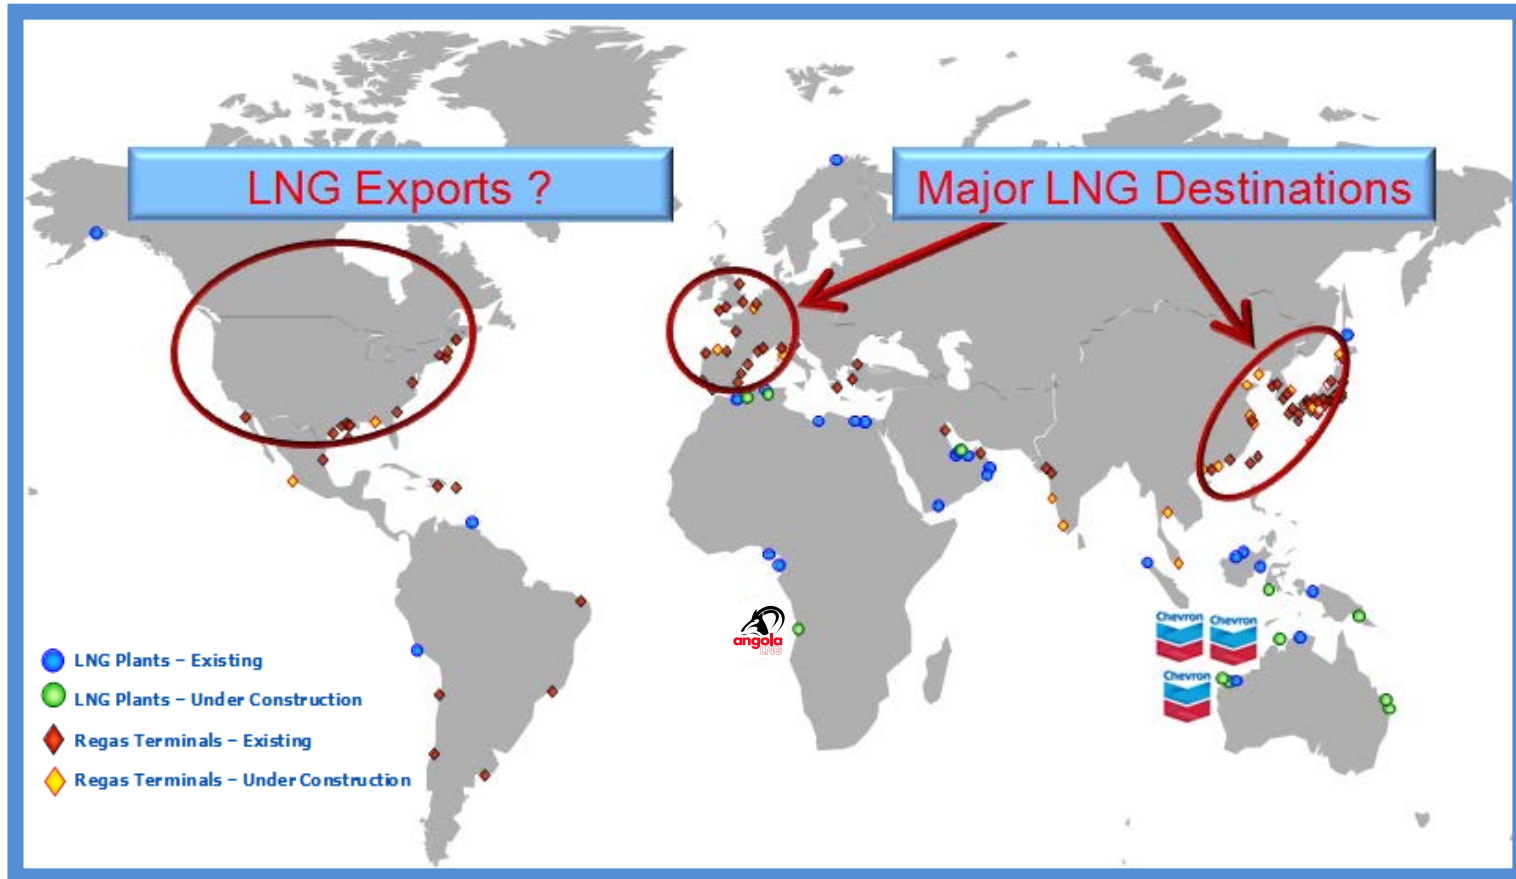 LNG Exports ?
Major LNG Destinations
angola
LNG
Chevron
Chevron
Chevron
LNG Plants – Existing
LNG Plants – Under Construction
Regas Terminals – Existing
Regas Terminals – Under Construction